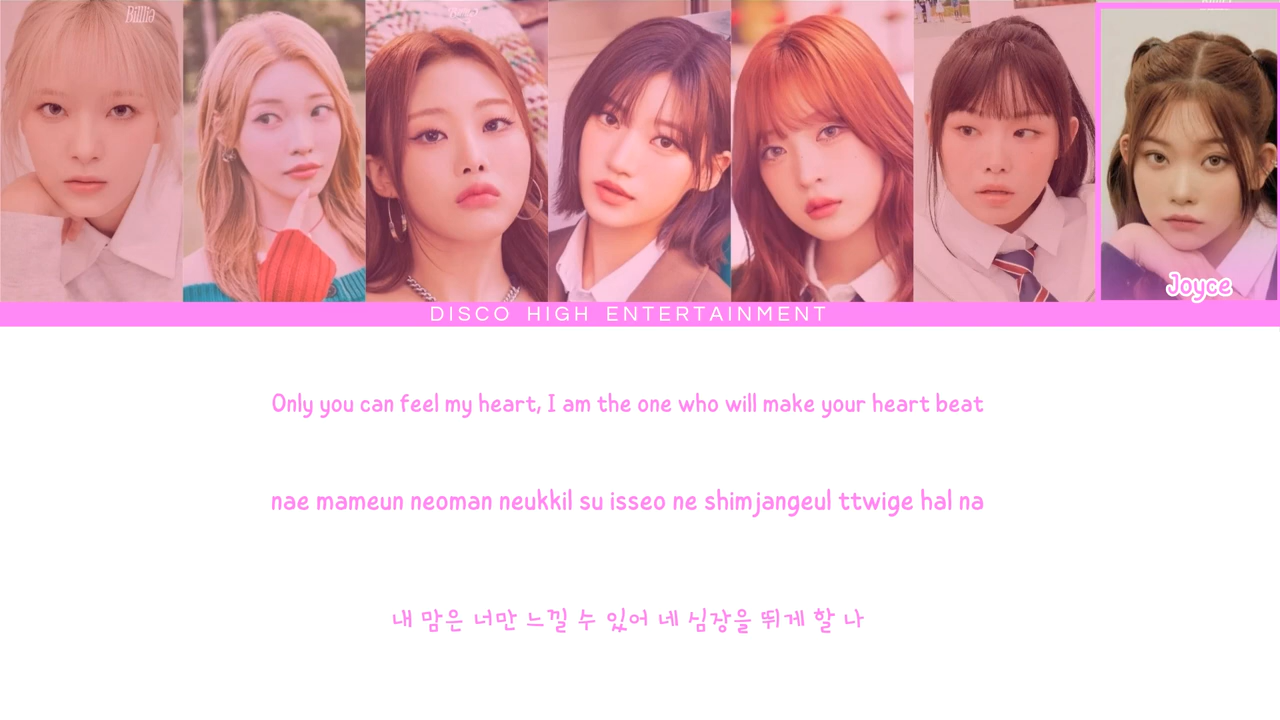 Billlie
Joyce
DISCO HIGH ENTERTAINMENT
Only you can feel my heart, I am the one who will make your heart beat
nae mameun neoman neukkil su isseo ne shimjangeul ttwige hal na
내 맘은 너만 느낄 수 있어 네 심장을 뛰게 할 나